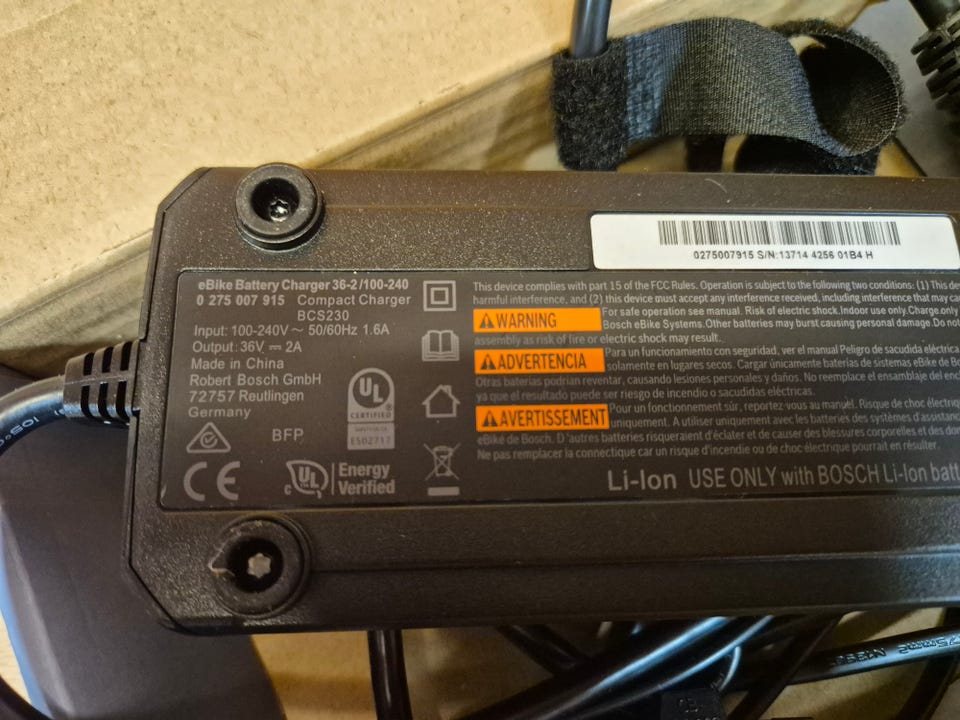 0275007915 S/N:13714 4256 01B4 H
eBike Battery Charger 36-2/100-240
0 275 007 915 Compact Charger
BCS230
Input: 100-240V ~ 50/60Hz 1.6A
Output: 36V ⎓ 2A
Made in China
Robert Bosch GmbH
72757 Reutlingen
Germany
BFP
UL
CERTIFIED
E502717
CE
c UL
Energy
Verified
This device complies with part 15 of the FCC Rules. Operation is subject to the following two conditions: (1) This de
harmful interference, and (2) this device must accept any interference received, including interference that may ca
WARNING
For safe operation see manual. Risk of electric shock. Indoor use only. Charge only
Bosch eBike Systems. Other batteries may burst causing personal damage. Do not
assembly as risk of fire or electric shock may result.
ADVERTENCIA
Para un funcionamiento con seguridad, ver el manual Peligro de sacudida eléctrica.
solamente en lugares secos. Cargar únicamente baterías de sistemas eBike de Bo
Otras baterías podrían reventar, causando lesiones personales y daños. No reemplace el ensamblaje del enc
ya que el resultado puede ser riesgo de incendio o sacudidas eléctricas.
AVERTISSEMENT
Pour un fonctionnement sûr, reportez-vous au manuel. Risque de choc électriq
uniquement. A utiliser uniquement avec les batteries des systèmes d'assistanc
eBike de Bosch. D'autres batteries risqueraient d'éclater et de causer des blessures corporelles et des dom
Ne pas remplacer la connectique car un risque d'incendie ou de choc électrique pourrait en résulter.
Li-Ion USE ONLY with BOSCH Li-Ion batt